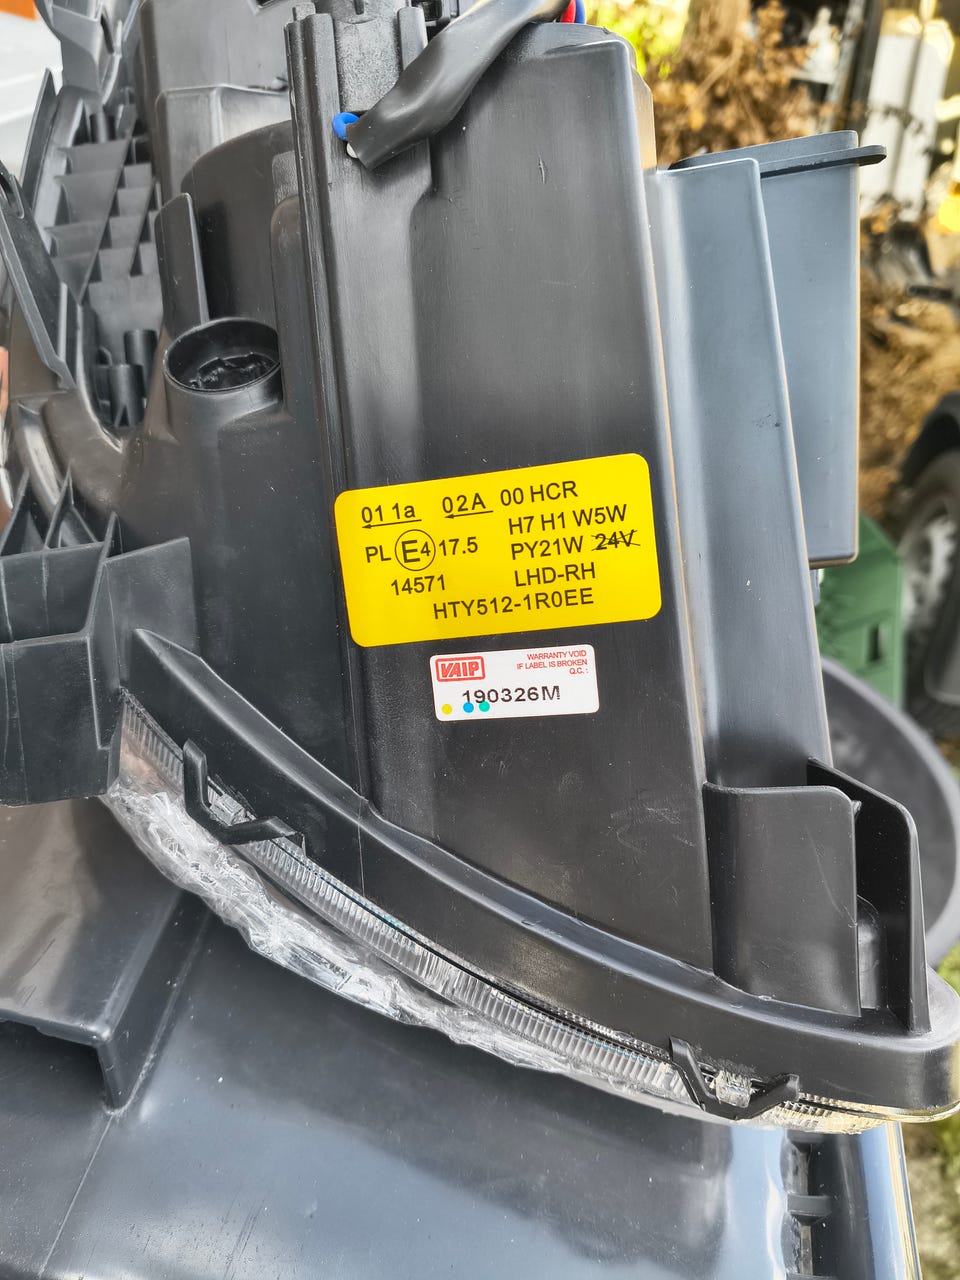 01 1a 02A 00 HCR
H7 H1 W5W
PL E4 17.5 PY21W 24V
14571 LHD-RH
HTY512-1R0EE
VAIP
WARRANTY VOID
IF LABEL IS BROKEN
Q.C. :
190326M